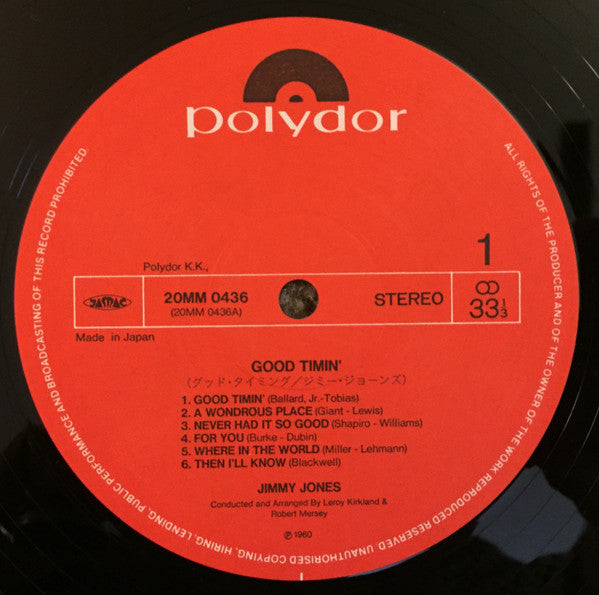 polydor
1
Polydor K.K.,
JASRAC
20MM 0436
(20MM 0436A)
STEREO
33 1/3
Made in Japan
GOOD TIMIN'
(グッド・タイミング／ジミー・ジョーンズ)
1. GOOD TIMIN' (Ballard, Jr.-Tobias)
2. A WONDROUS PLACE (Giant - Lewis)
3. NEVER HAD IT SO GOOD (Shapiro - Williams)
4. FOR YOU (Burke - Dubin)
5. WHERE IN THE WORLD (Miller - Lehmann)
6. THEN I'LL KNOW (Blackwell)
JIMMY JONES
Conducted and Arranged By Leroy Kirkland &
Robert Mersey
℗ 1960
ALL RIGHTS OF THE PRODUCER AND OF THE OWNER OF THE WORK REPRODUCED RESERVED. UNAUTHORISED COPYING, HIRING, LENDING, PUBLIC PERFORMANCE AND BROADCASTING OF THIS RECORD PROHIBITED.